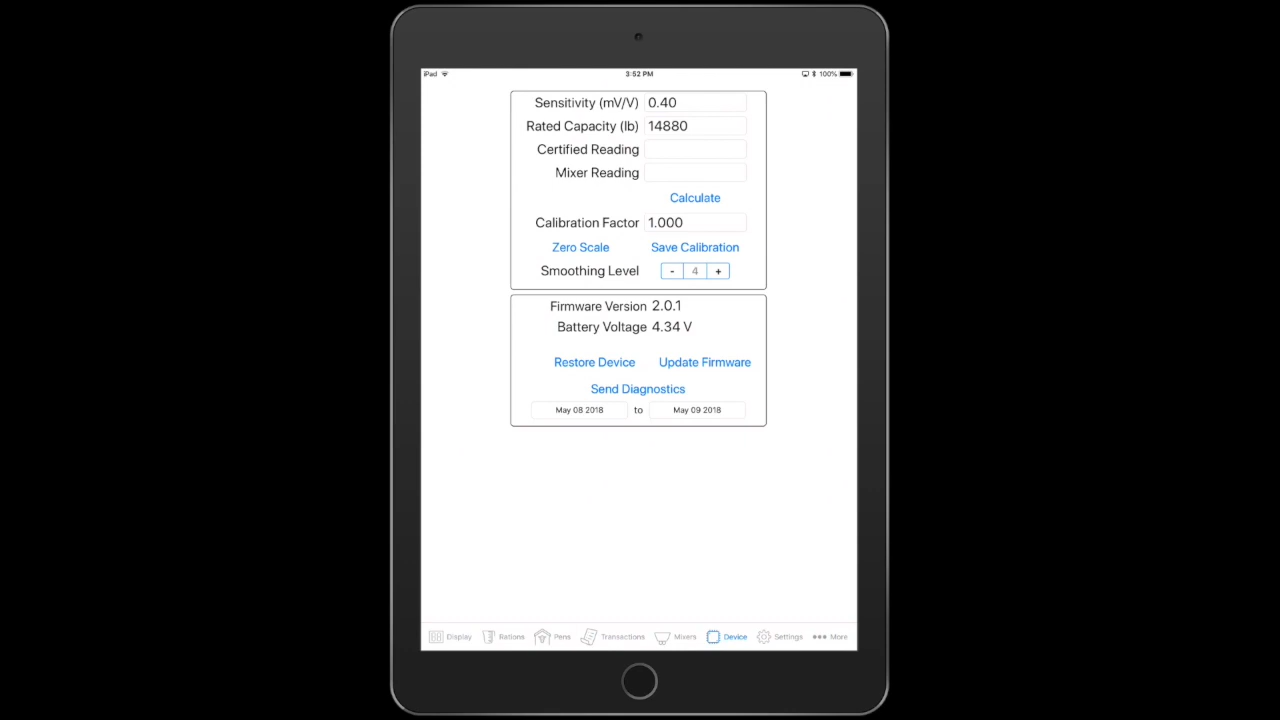 iPad 3:52 PM 100%
Sensitivity (mV/V) 0.40
Rated Capacity (lb) 14880
Certified Reading
Mixer Reading
Calculate
Calibration Factor 1.000
Zero Scale Save Calibration
Smoothing Level - 4 +
Firmware Version 2.0.1
Battery Voltage 4.34 V
Restore Device Update Firmware
Send Diagnostics
May 08 2018 to May 09 2018
Display Rations Pens Transactions Mixers Device Settings More